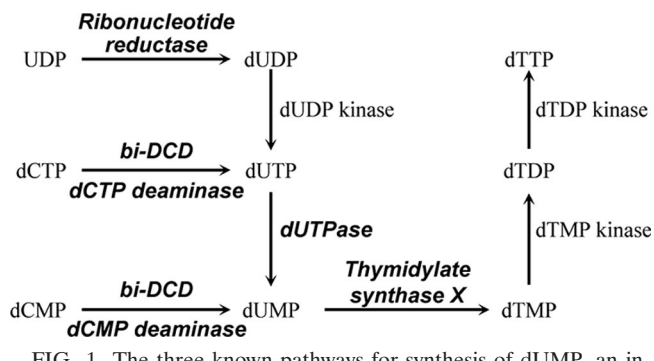 Ribonucleotide
reductase
UDP dUDP dTTP
dUDP kinase dTDP kinase
bi-DCD
dCTP dUTP dTDP
dCTP deaminase
dUTPase dTMP kinase
Thymidylate
bi-DCD synthase X
dCMP dUMP dTMP
dCMP deaminase
FIG. 1. The three known pathways for synthesis of dUMP, an in-